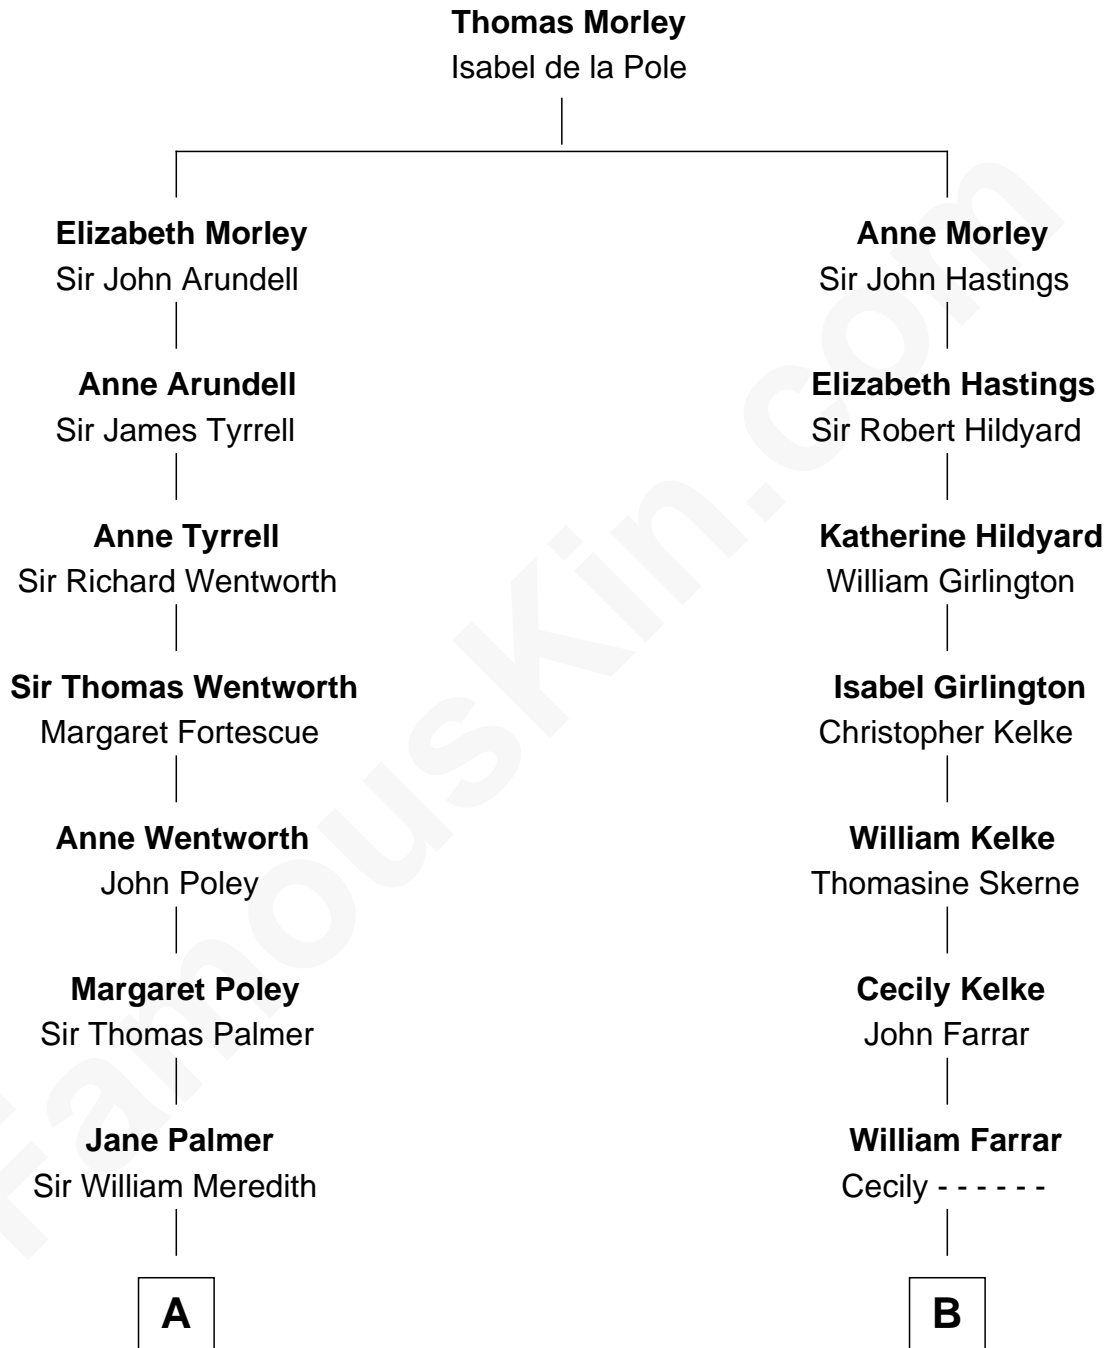 Thomas Morley
Isabel de la Pole
Elizabeth Morley
Sir John Arundell
Anne Morley
Sir John Hastings
Anne Arundell
Sir James Tyrrell
Elizabeth Hastings
Sir Robert Hildyard
Anne Tyrrell
Sir Richard Wentworth
Katherine Hildyard
William Girlington
Sir Thomas Wentworth
Margaret Fortescue
Isabel Girlington
Christopher Kelke
Anne Wentworth
John Poley
William Kelke
Thomasine Skerne
Margaret Poley
Sir Thomas Palmer
Cecily Kelke
John Farrar
Jane Palmer
Sir William Meredith
William Farrar
Cecily - - - - - -
A
B
FamousKin.com